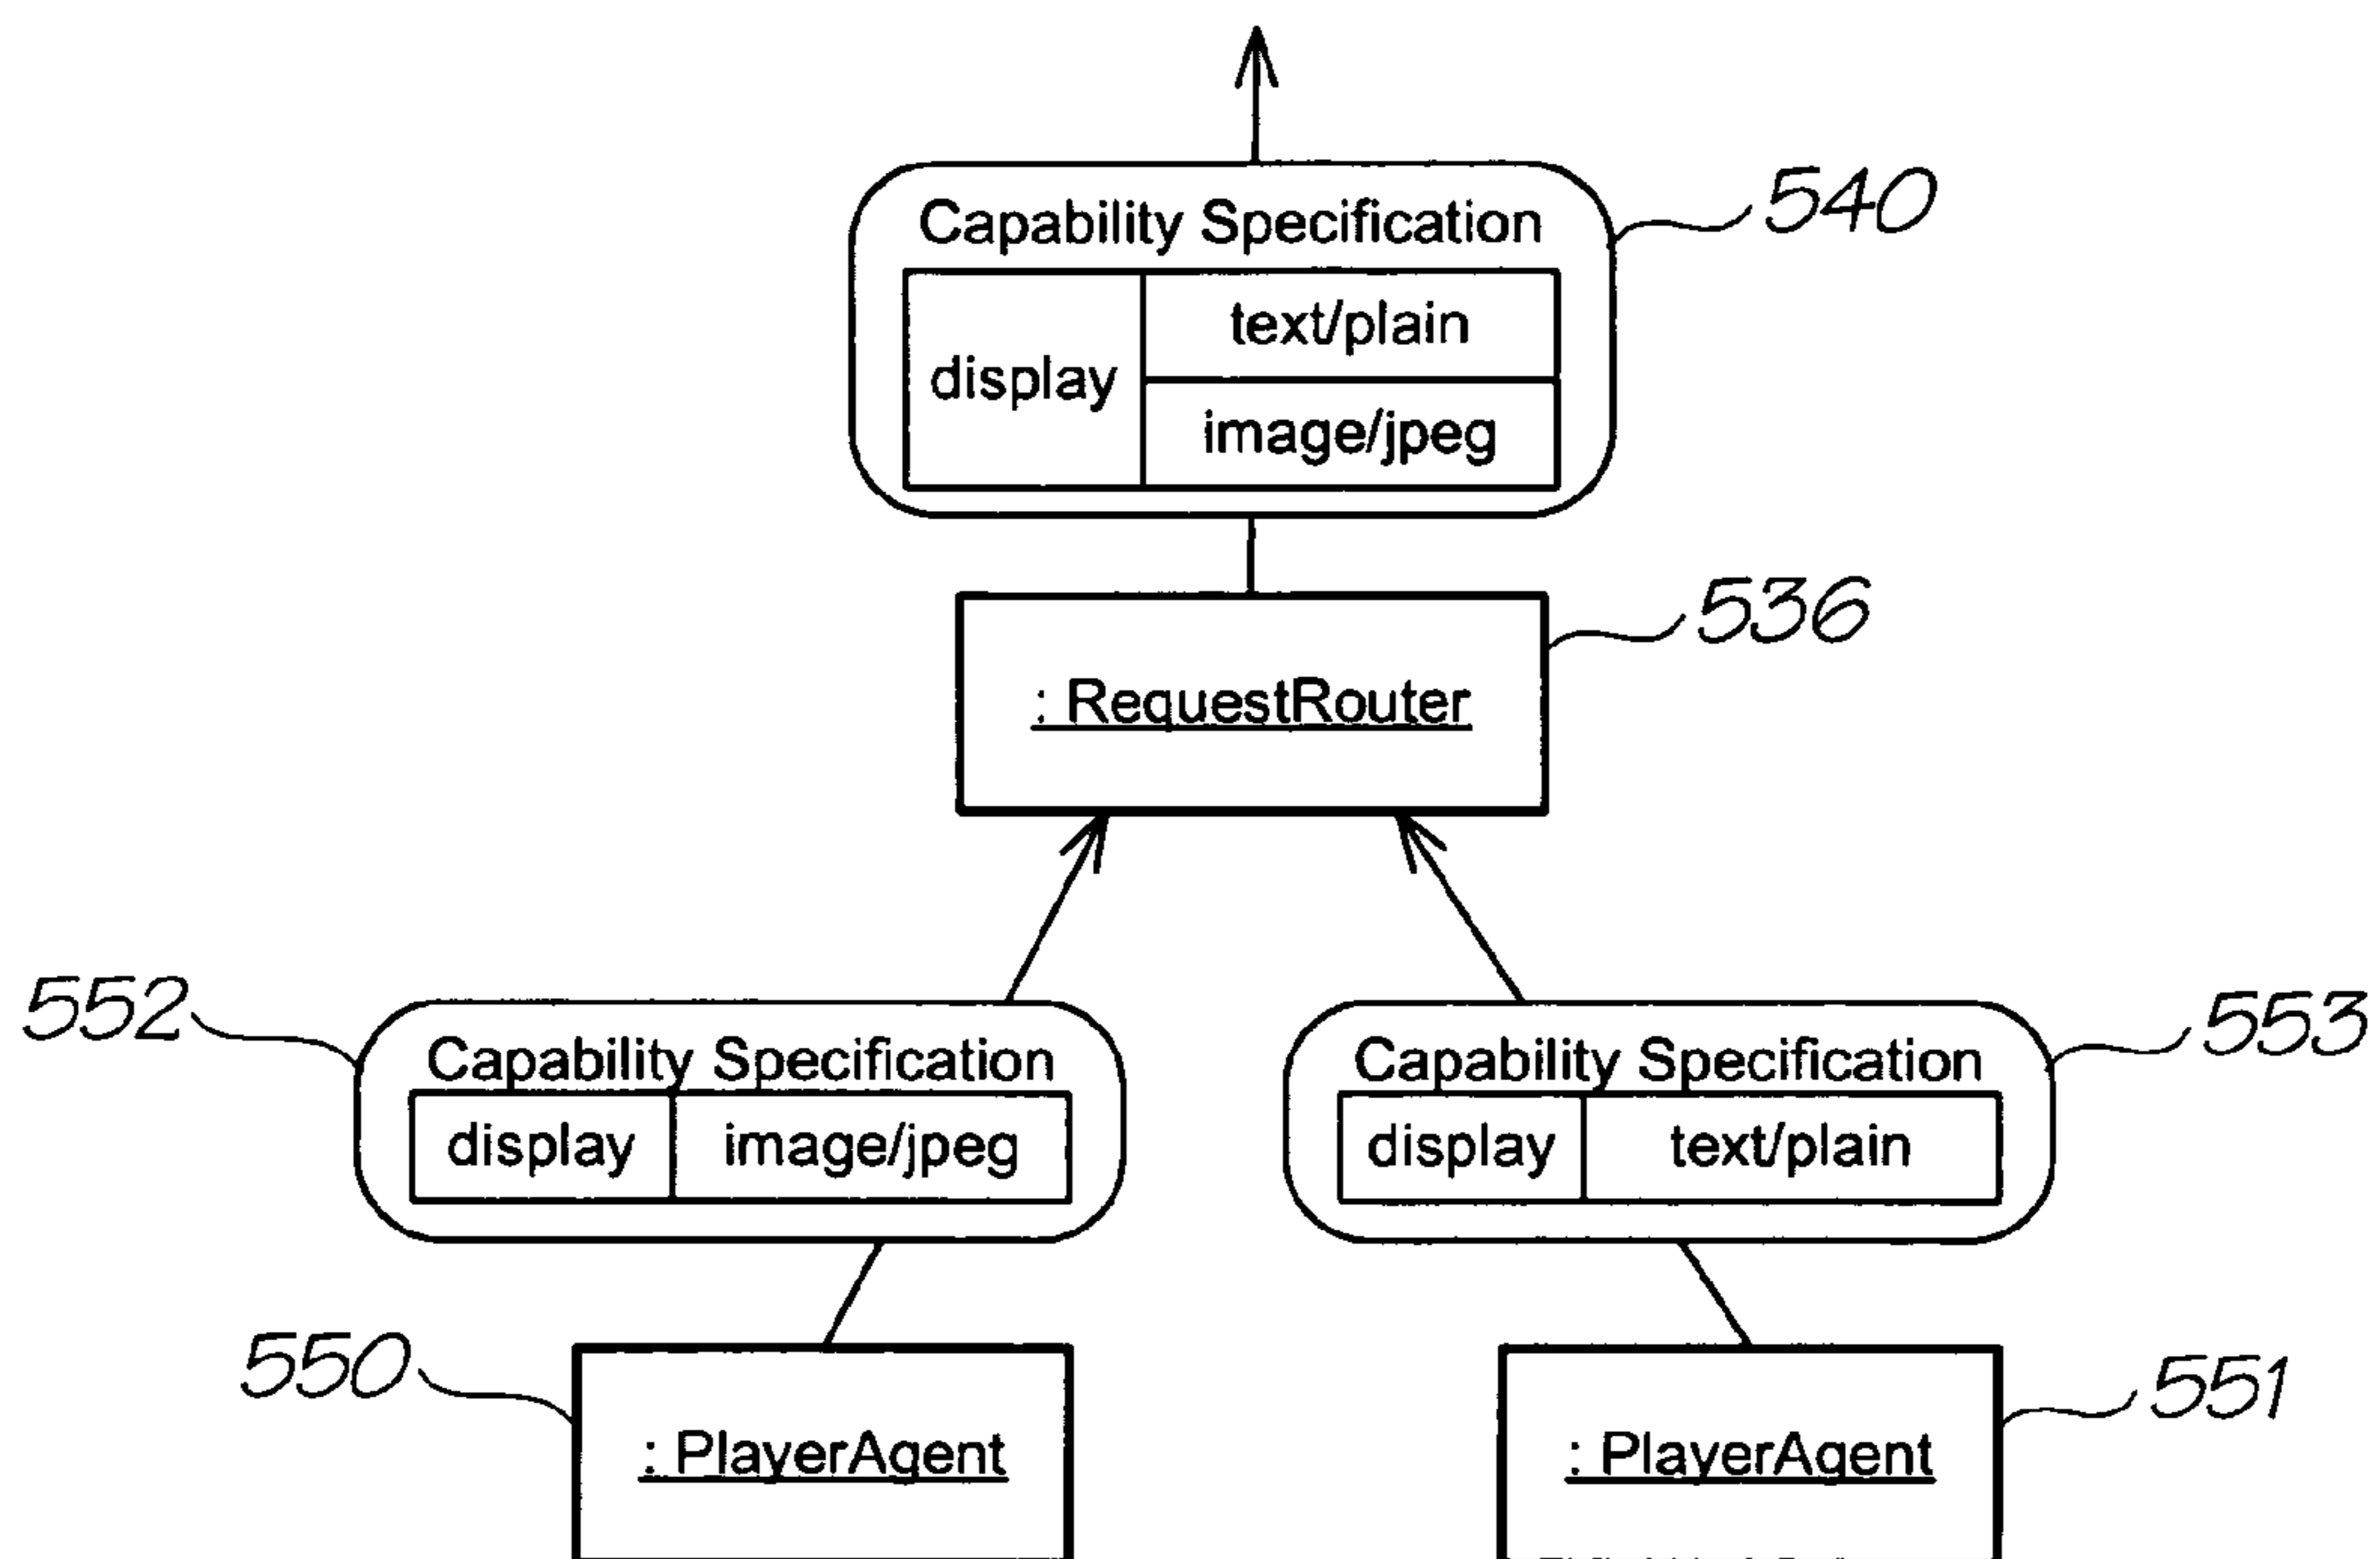 Capability Specification
540
text/plain
display
image/jpeg
536
: RequestRouter
552
553
Capability Specification
Capability Specification
display
image/jpeg
display
text/plain
550
551
: PlayerAgent
: PlayerAgent